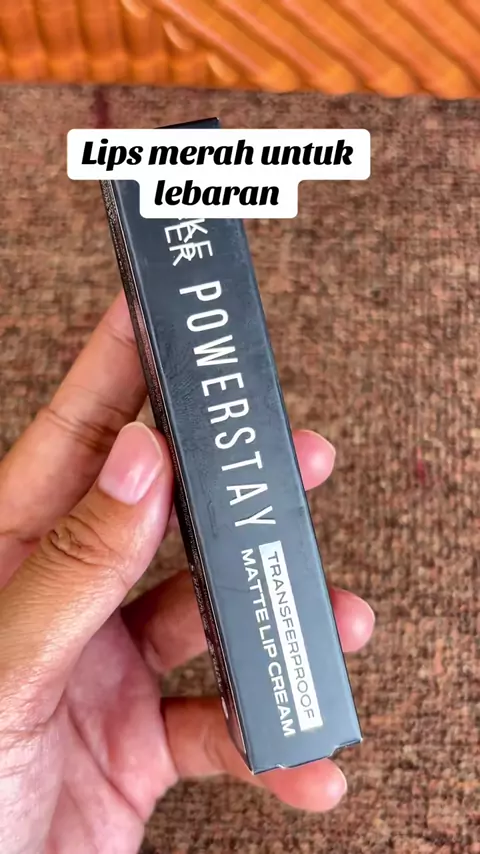 Lips merah untuk
lebaran
POWERSTAY
TRANSFERPROOF
MATTE LIP CREAM